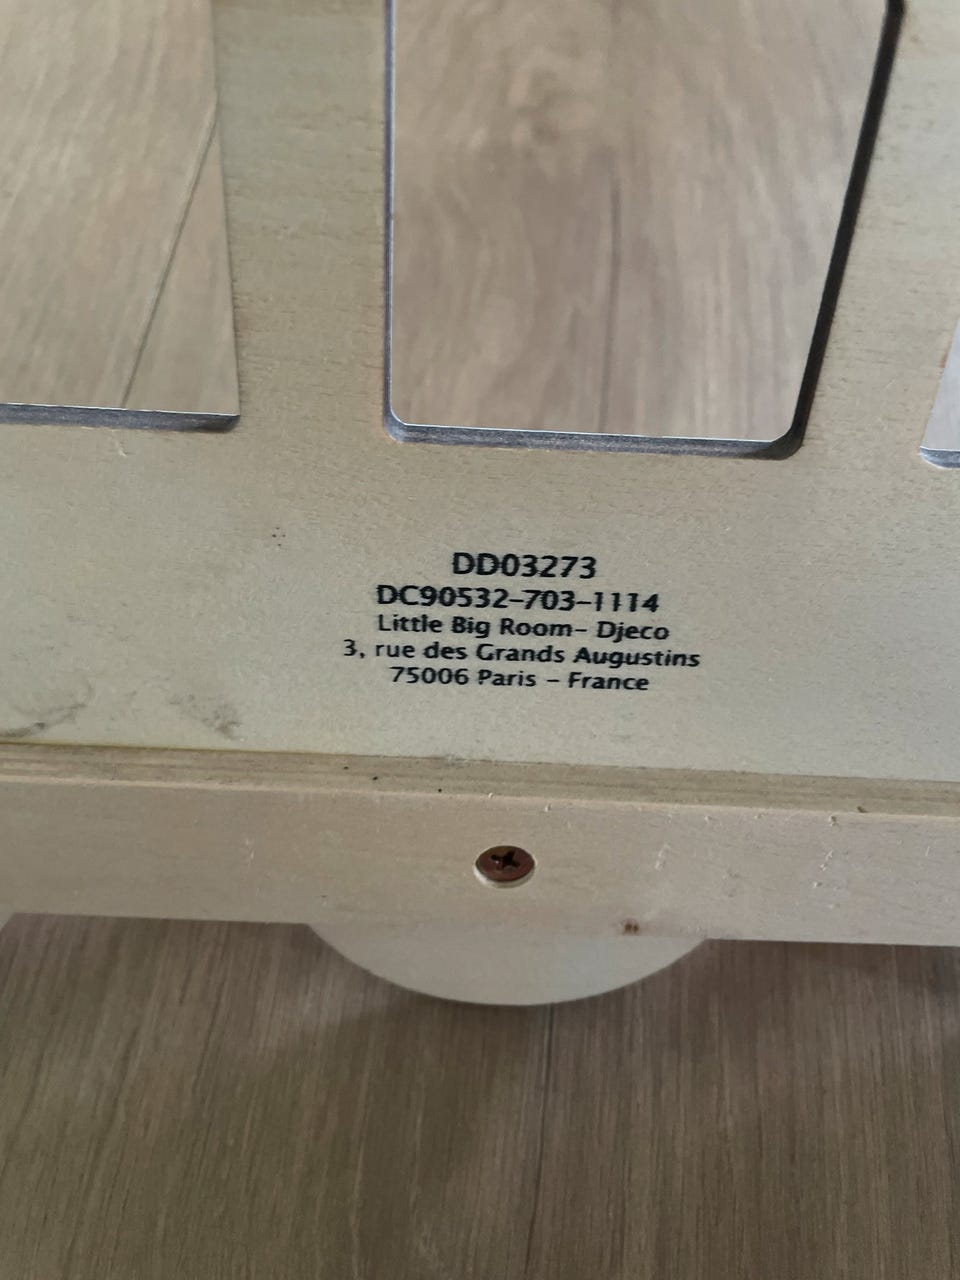 DD03273
DC90532-703-1114
Little Big Room- Djeco
3, rue des Grands Augustins
75006 Paris - France